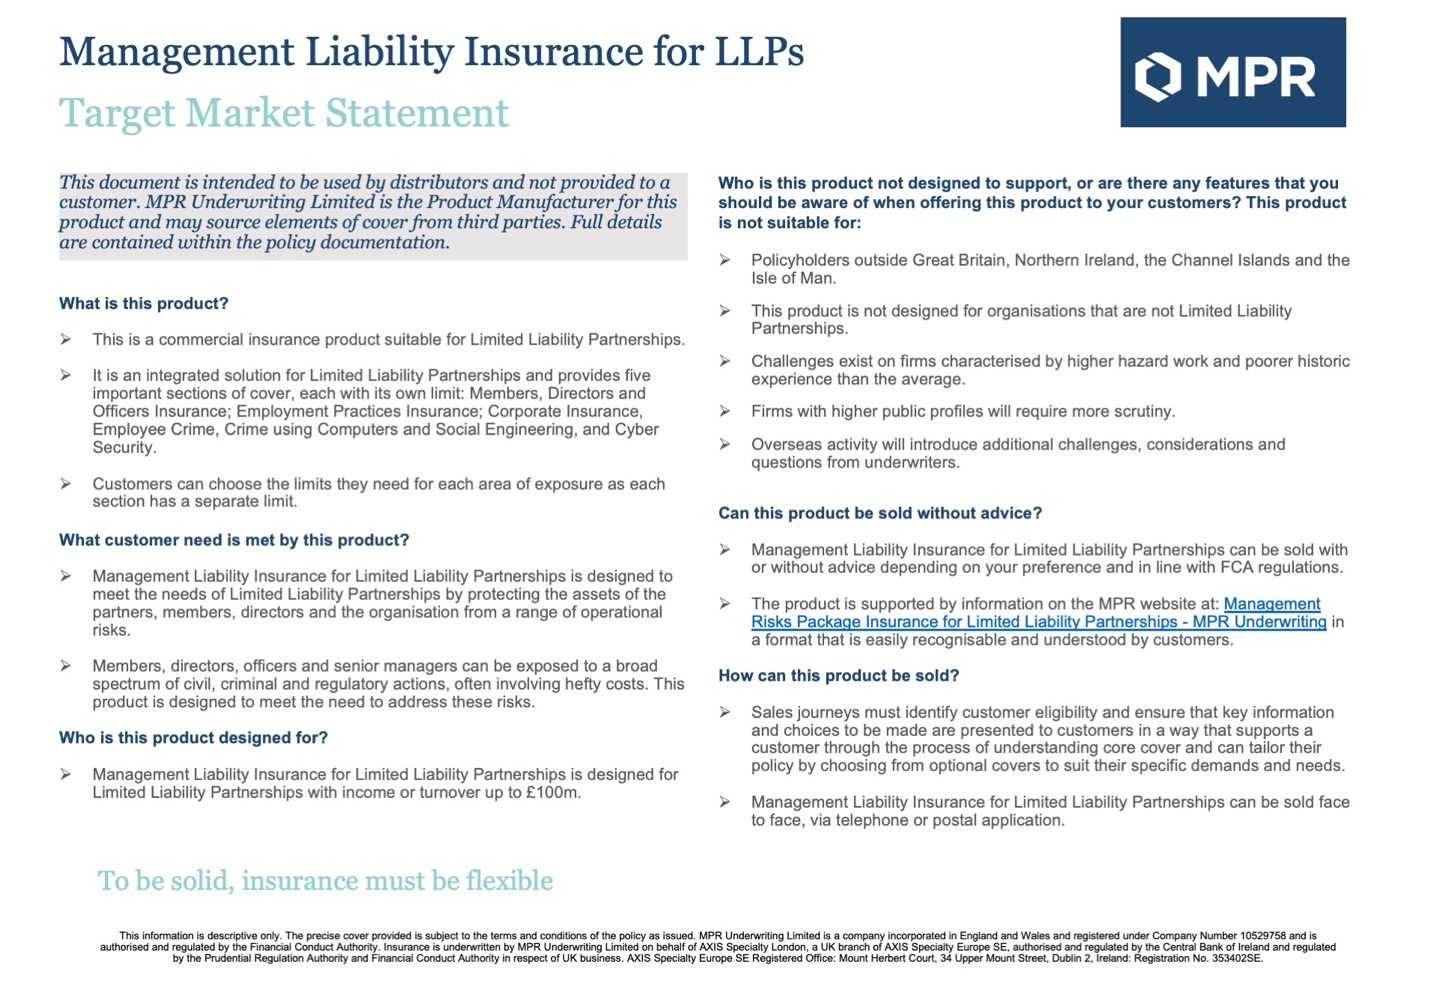 Management Liability Insurance for LLPs
Target Market Statement
MPR
This document is intended to be used by distributors and not provided to a
customer. MPR Underwriting Limited is the Product Manufacturer for this
product and may source elements of cover from third parties. Full details
are contained within the policy documentation.
What is this product?
➢ This is a commercial insurance product suitable for Limited Liability Partnerships.
➢ It is an integrated solution for Limited Liability Partnerships and provides five
important sections of cover, each with its own limit: Members, Directors and
Officers Insurance; Employment Practices Insurance; Corporate Insurance,
Employee Crime, Crime using Computers and Social Engineering, and Cyber
Security.
➢ Customers can choose the limits they need for each area of exposure as each
section has a separate limit.
What customer need is met by this product?
➢ Management Liability Insurance for Limited Liability Partnerships is designed to
meet the needs of Limited Liability Partnerships by protecting the assets of the
partners, members, directors and the organisation from a range of operational
risks.
➢ Members, directors, officers and senior managers can be exposed to a broad
spectrum of civil, criminal and regulatory actions, often involving hefty costs. This
product is designed to meet the need to address these risks.
Who is this product designed for?
➢ Management Liability Insurance for Limited Liability Partnerships is designed for
Limited Liability Partnerships with income or turnover up to £100m.
Who is this product not designed to support, or are there any features that you
should be aware of when offering this product to your customers? This product
is not suitable for:
➢ Policyholders outside Great Britain, Northern Ireland, the Channel Islands and the
Isle of Man.
➢ This product is not designed for organisations that are not Limited Liability
Partnerships.
➢ Challenges exist on firms characterised by higher hazard work and poorer historic
experience than the average.
➢ Firms with higher public profiles will require more scrutiny.
➢ Overseas activity will introduce additional challenges, considerations and
questions from underwriters.
Can this product be sold without advice?
➢ Management Liability Insurance for Limited Liability Partnerships can be sold with
or without advice depending on your preference and in line with FCA regulations.
➢ The product is supported by information on the MPR website at: Management
Risks Package Insurance for Limited Liability Partnerships - MPR Underwriting in
a format that is easily recognisable and understood by customers.
How can this product be sold?
➢ Sales journeys must identify customer eligibility and ensure that key information
and choices to be made are presented to customers in a way that supports a
customer through the process of understanding core cover and can tailor their
policy by choosing from optional covers to suit their specific demands and needs.
➢ Management Liability Insurance for Limited Liability Partnerships can be sold face
to face, via telephone or postal application.
To be solid, insurance must be flexible
This information is descriptive only. The precise cover provided is subject to the terms and conditions of the policy as issued. MPR Underwriting Limited is a company incorporated in England and Wales and registered under Company Number 10529758 and is
authorised and regulated by the Financial Conduct Authority. Insurance is underwritten by MPR Underwriting Limited on behalf of AXIS Specialty London, a UK branch of AXIS Specialty Europe SE, authorised and regulated by the Central Bank of Ireland and regulated
by the Prudential Regulation Authority and Financial Conduct Authority in respect of UK business. AXIS Specialty Europe SE Registered Office: Mount Herbert Court, 34 Upper Mount Street, Dublin 2, Ireland: Registration No. 353402SE.